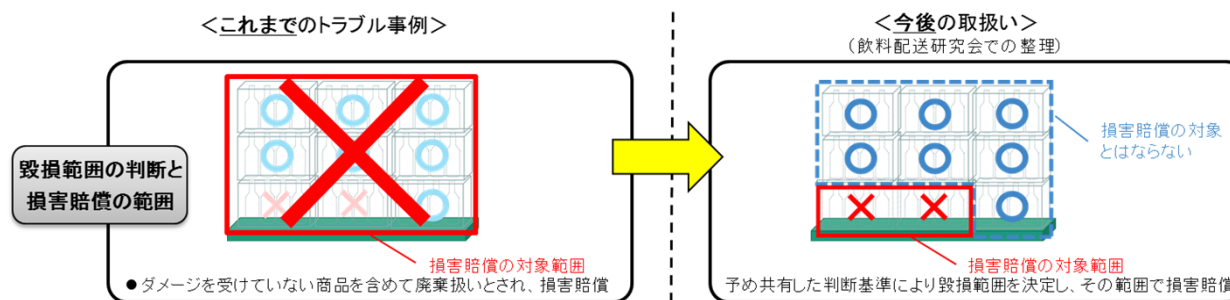 ＜これまでのトラブル事例＞
＜今後の取扱い＞
（飲料配送研究会での整理）
毀損範囲の判断と
損害賠償の範囲
損害賠償の対象
とはならない
損害賠償の対象範囲
●ダメージを受けていない商品を含めて廃棄扱いとされ、損害賠償
損害賠償の対象範囲
予め共有した判断基準により毀損範囲を決定し、その範囲で損害賠償